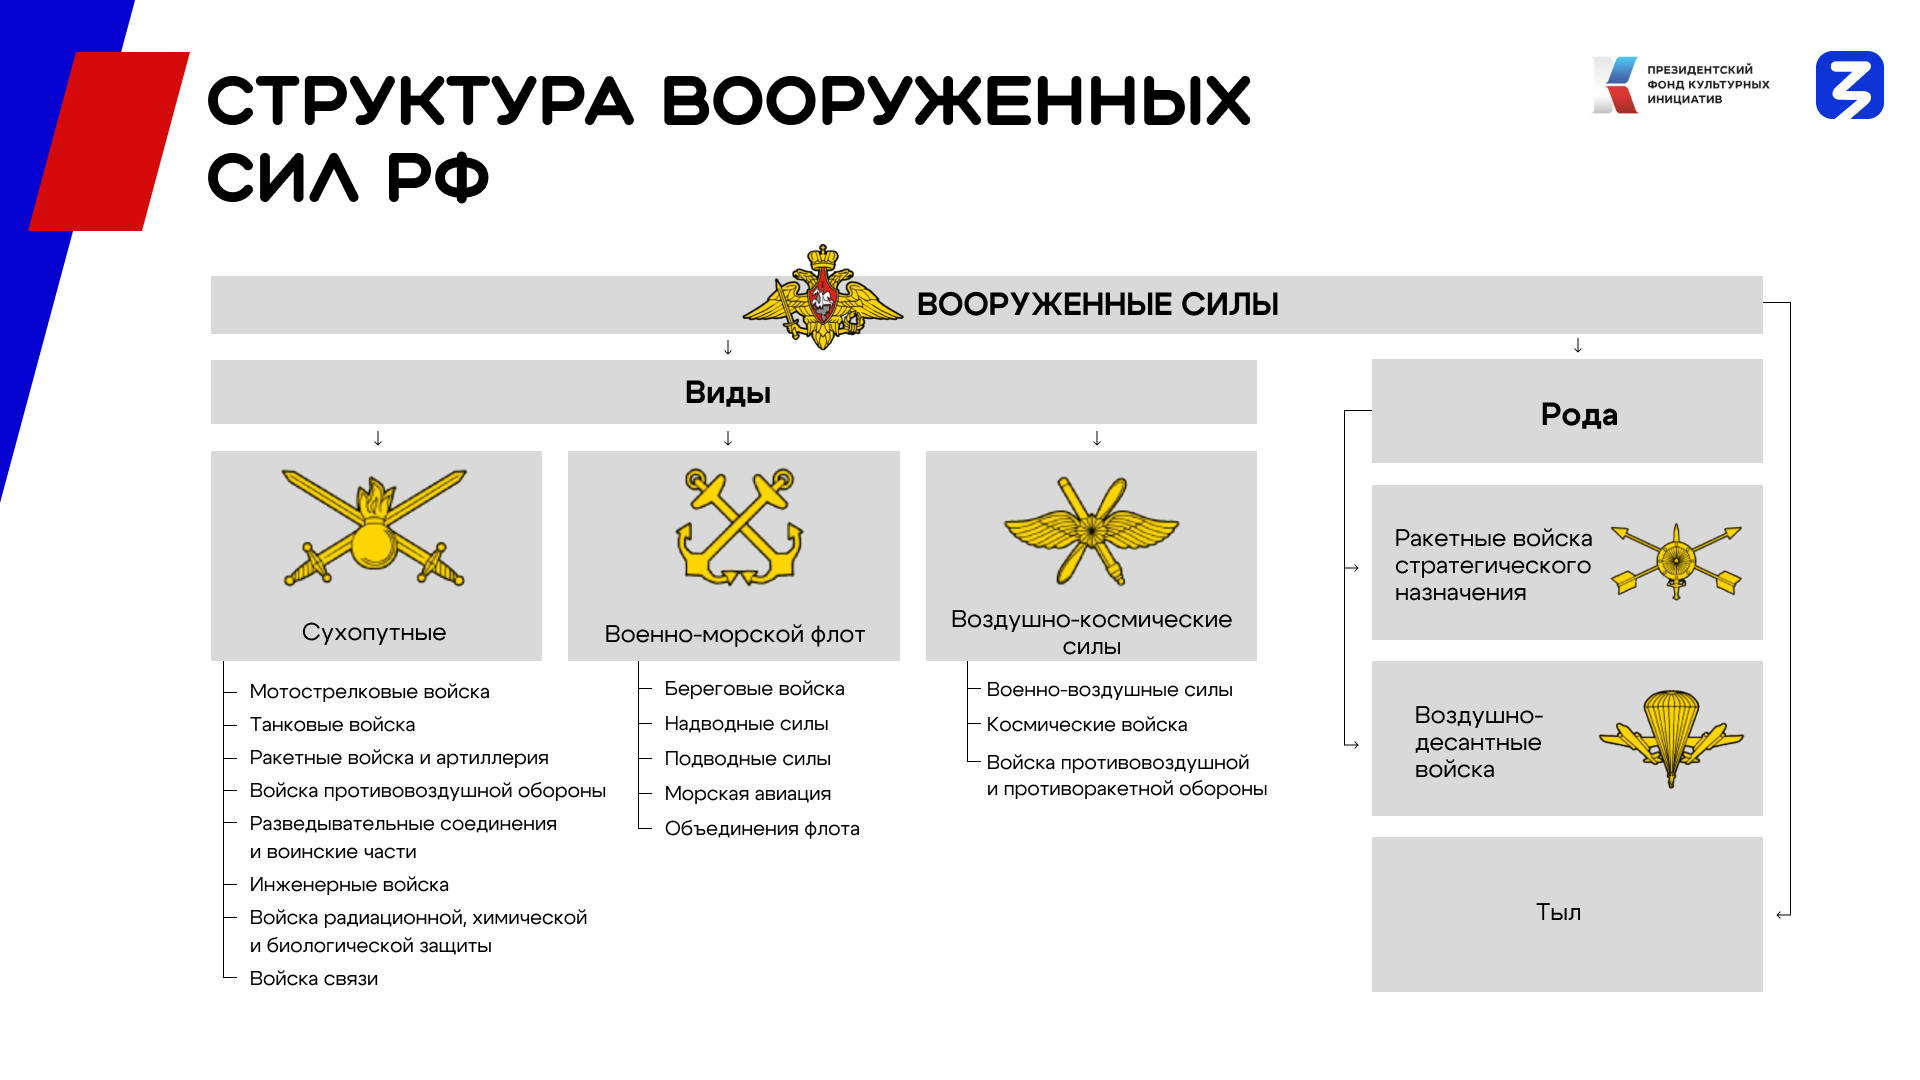 СТРУКТУРА ВООРУЖЕННЫХ
СИЛ РФ
ПРЕЗИДЕНТСКИЙ
ФОНД КУЛЬТУРНЫХ
ИНИЦИАТИВ
ВООРУЖЕННЫЕ СИЛЫ
Виды
Сухопутные
Мотострелковые войска
Танковые войска
Ракетные войска и артиллерия
Войска противовоздушной обороны
Разведывательные соединения
и воинские части
Инженерные войска
Войска радиационной, химической
и биологической защиты
Войска связи
Военно-морской флот
Береговые войска
Надводные силы
Подводные силы
Морская авиация
Объединения флота
Воздушно-космические
силы
Военно-воздушные силы
Космические войска
Войска противовоздушной
и противоракетной обороны
Рода
Ракетные войска
стратегического
назначения
Воздушно-
десантные
войска
Тыл